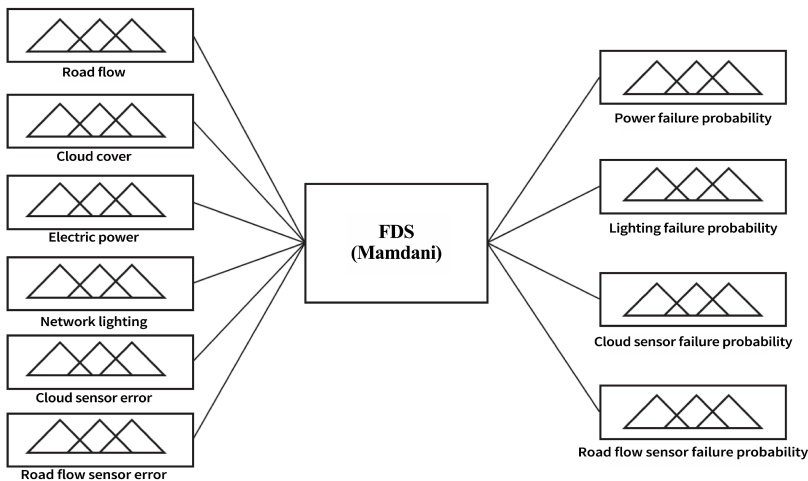 Road flow
Cloud cover
Electric power
Network lighting
Cloud sensor error
Road flow sensor error
FDS
(Mamdani)
Power failure probability
Lighting failure probability
Cloud sensor failure probability
Road flow sensor failure probability